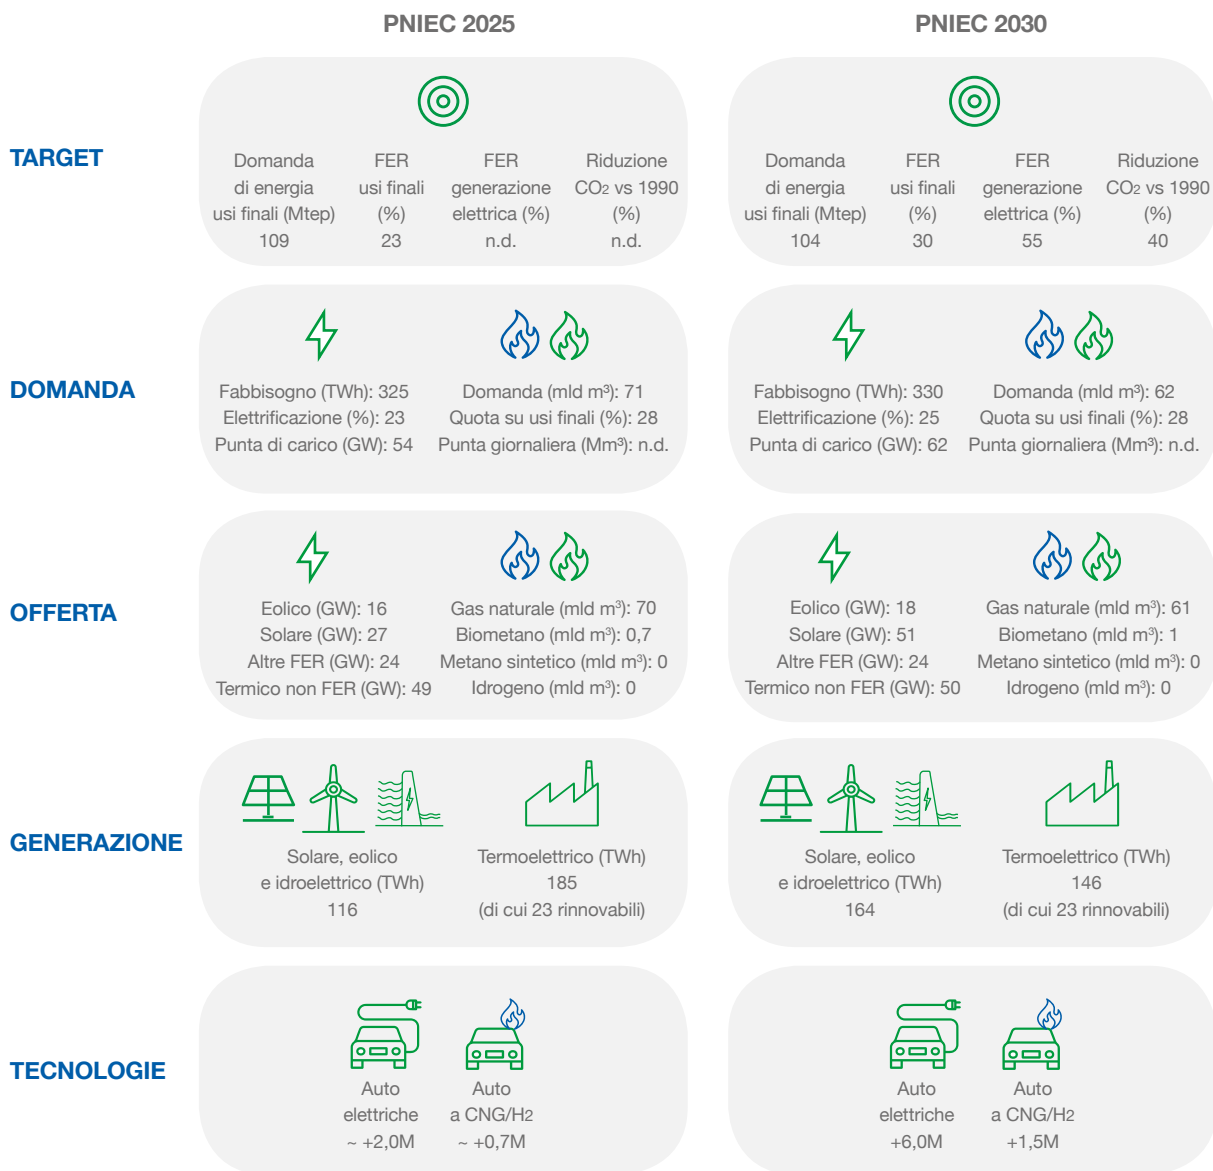 PNIEC 2025
PNIEC 2030
TARGET
Domanda
di energia
usi finali (Mtep)
109
FER
usi finali
(%)
23
FER
generazione
elettrica (%)
n.d.
Riduzione
CO2 vs 1990
(%)
n.d.
Domanda
di energia
usi finali (Mtep)
104
FER
usi finali
(%)
30
FER
generazione
elettrica (%)
55
Riduzione
CO2 vs 1990
(%)
40
DOMANDA
Fabbisogno (TWh): 325
Elettrificazione (%): 23
Punta di carico (GW): 54
Domanda (mld m³): 71
Quota su usi finali (%): 28
Punta giornaliera (Mm³): n.d.
Fabbisogno (TWh): 330
Elettrificazione (%): 25
Punta di carico (GW): 62
Domanda (mld m³): 62
Quota su usi finali (%): 28
Punta giornaliera (Mm³): n.d.
OFFERTA
Eolico (GW): 16
Solare (GW): 27
Altre FER (GW): 24
Termico non FER (GW): 49
Gas naturale (mld m³): 70
Biometano (mld m³): 0,7
Metano sintetico (mld m³): 0
Idrogeno (mld m³): 0
Eolico (GW): 18
Solare (GW): 51
Altre FER (GW): 24
Termico non FER (GW): 50
Gas naturale (mld m³): 61
Biometano (mld m³): 1
Metano sintetico (mld m³): 0
Idrogeno (mld m³): 0
GENERAZIONE
Solare, eolico
e idroelettrico (TWh)
116
Termoelettrico (TWh)
185
(di cui 23 rinnovabili)
Solare, eolico
e idroelettrico (TWh)
164
Termoelettrico (TWh)
146
(di cui 23 rinnovabili)
TECNOLOGIE
Auto
elettriche
~ +2,0M
Auto
a CNG/H2
~ +0,7M
Auto
elettriche
+6,0M
Auto
a CNG/H2
+1,5M